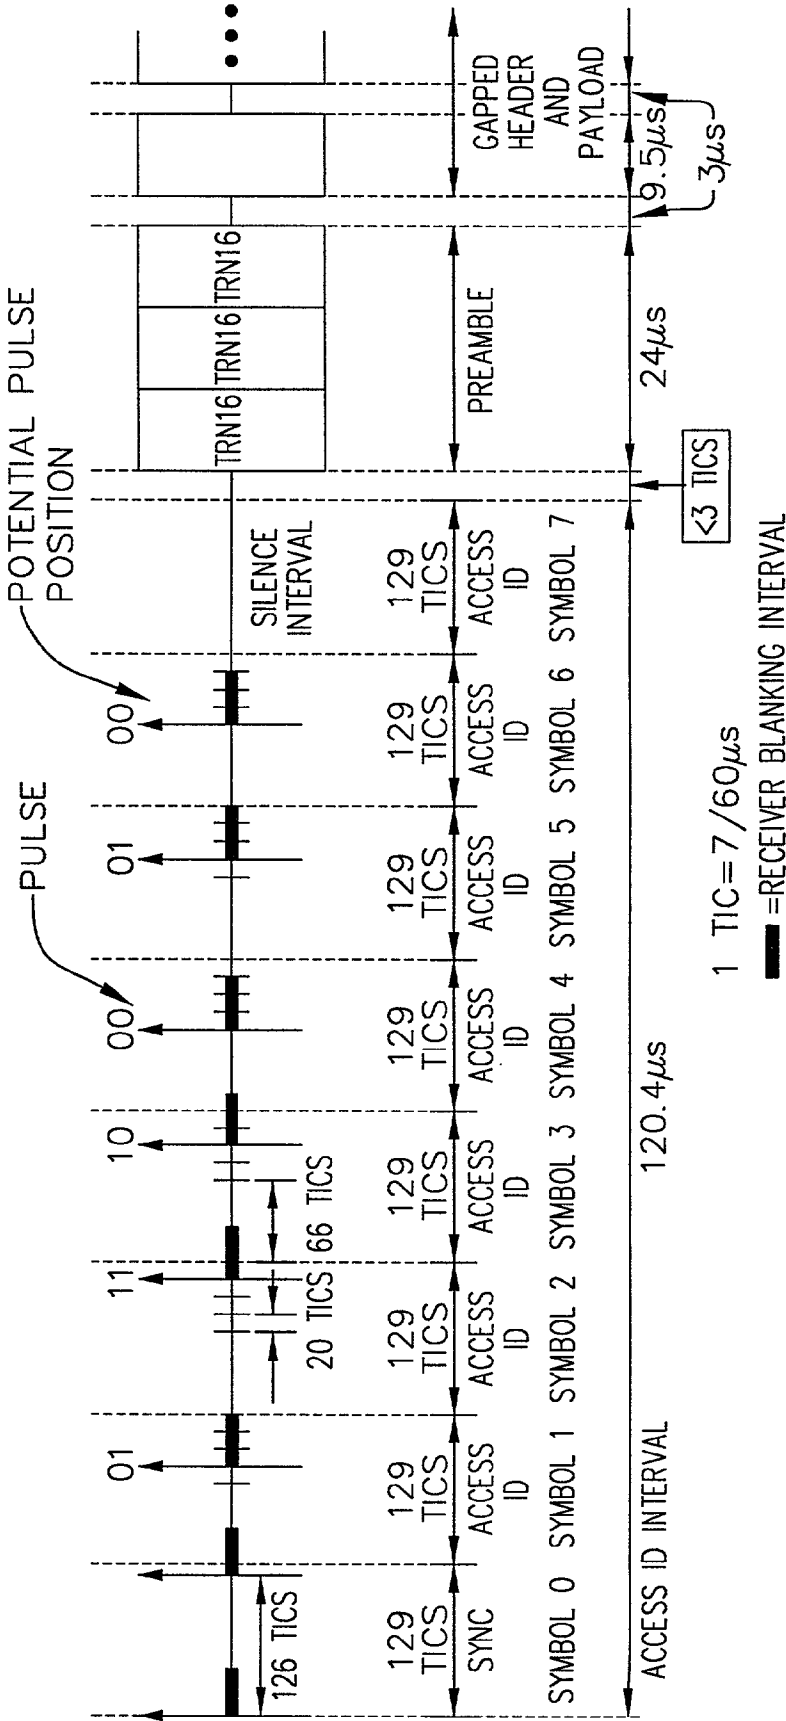 PULSE
POTENTIAL PULSE
POSITION
01
11
10
00
01
00
126 TICS
20 TICS
66 TICS
SILENCE
INTERVAL
TRN16
TRN16
TRN16
129
TICS
SYNC
129
TICS
ACCESS
ID
129
TICS
ACCESS
ID
129
TICS
ACCESS
ID
129
TICS
ACCESS
ID
129
TICS
ACCESS
ID
129
TICS
ACCESS
ID
129
TICS
ACCESS
ID
PREAMBLE
GAPPED
HEADER
AND
PAYLOAD
SYMBOL 0
SYMBOL 1
SYMBOL 2
SYMBOL 3
SYMBOL 4
SYMBOL 5
SYMBOL 6
SYMBOL 7
ACCESS ID INTERVAL
120.4µs
<3 TICS
24µs
9.5µs
3µs
1 TIC=7/60µs
=RECEIVER BLANKING INTERVAL